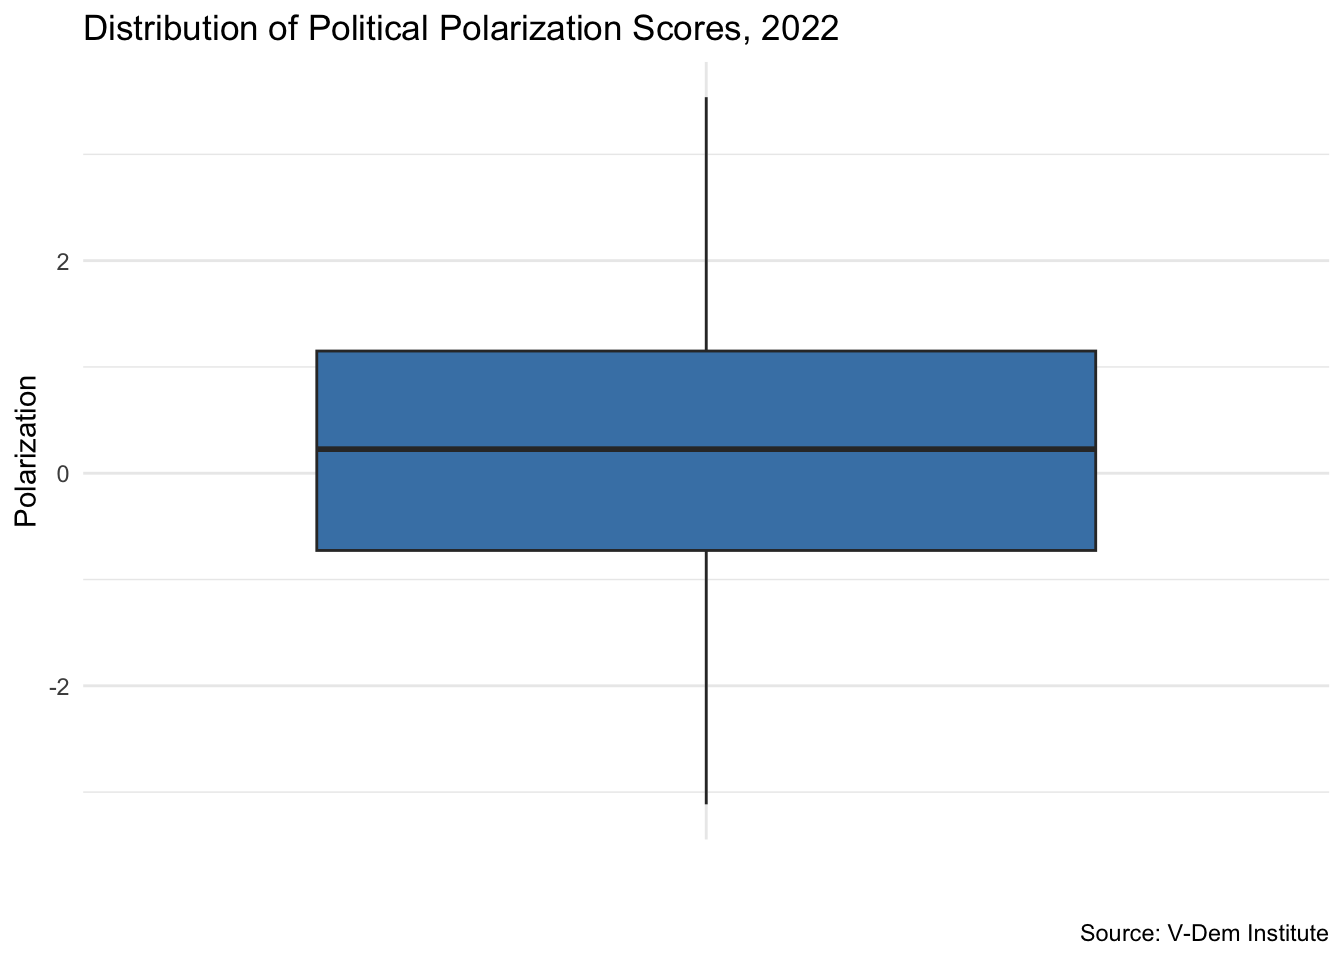 Distribution of Political Polarization Scores, 2022
Polarization
2
0
-2
Source: V-Dem Institute